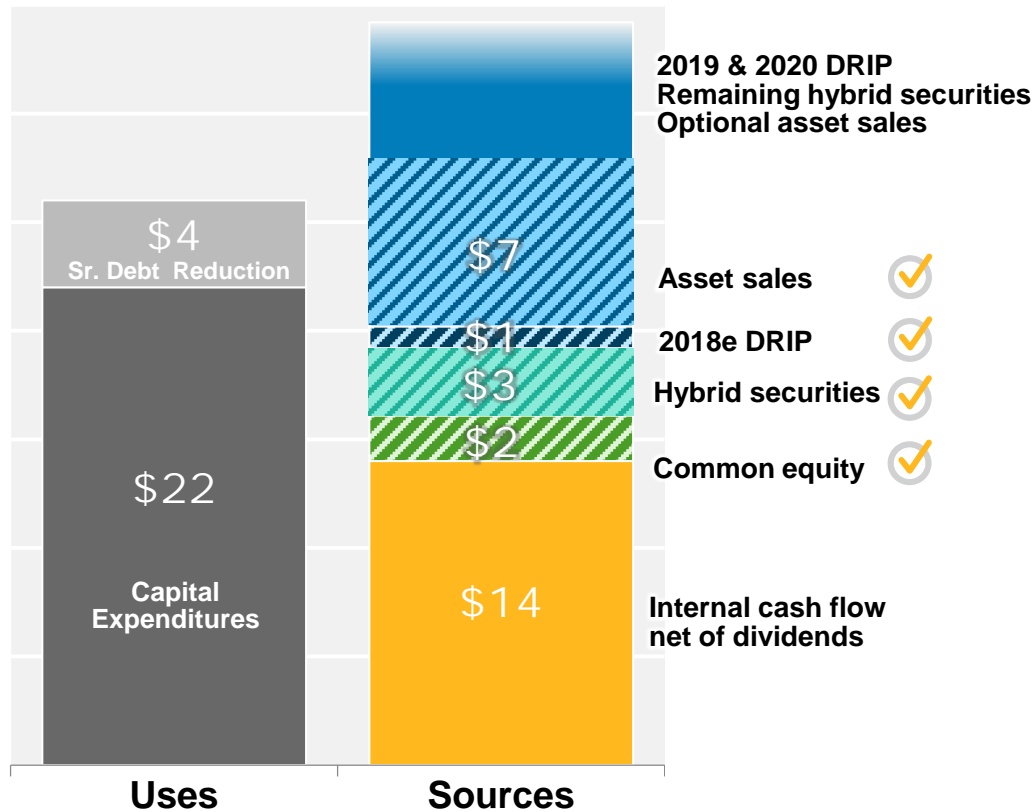 2019 & 2020 DRIP
Remaining hybrid securities
Optional asset sales
$4
Sr. Debt Reduction
$7
Asset sales
$1
2018e DRIP
$3
Hybrid securities
$2
Common equity
$22
Capital
Expenditures
$14
Internal cash flow
net of dividends
Uses
Sources